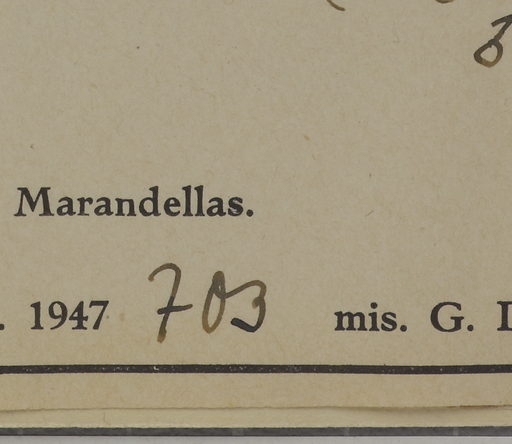 Marandellas.
. 1947 703 mis. G.